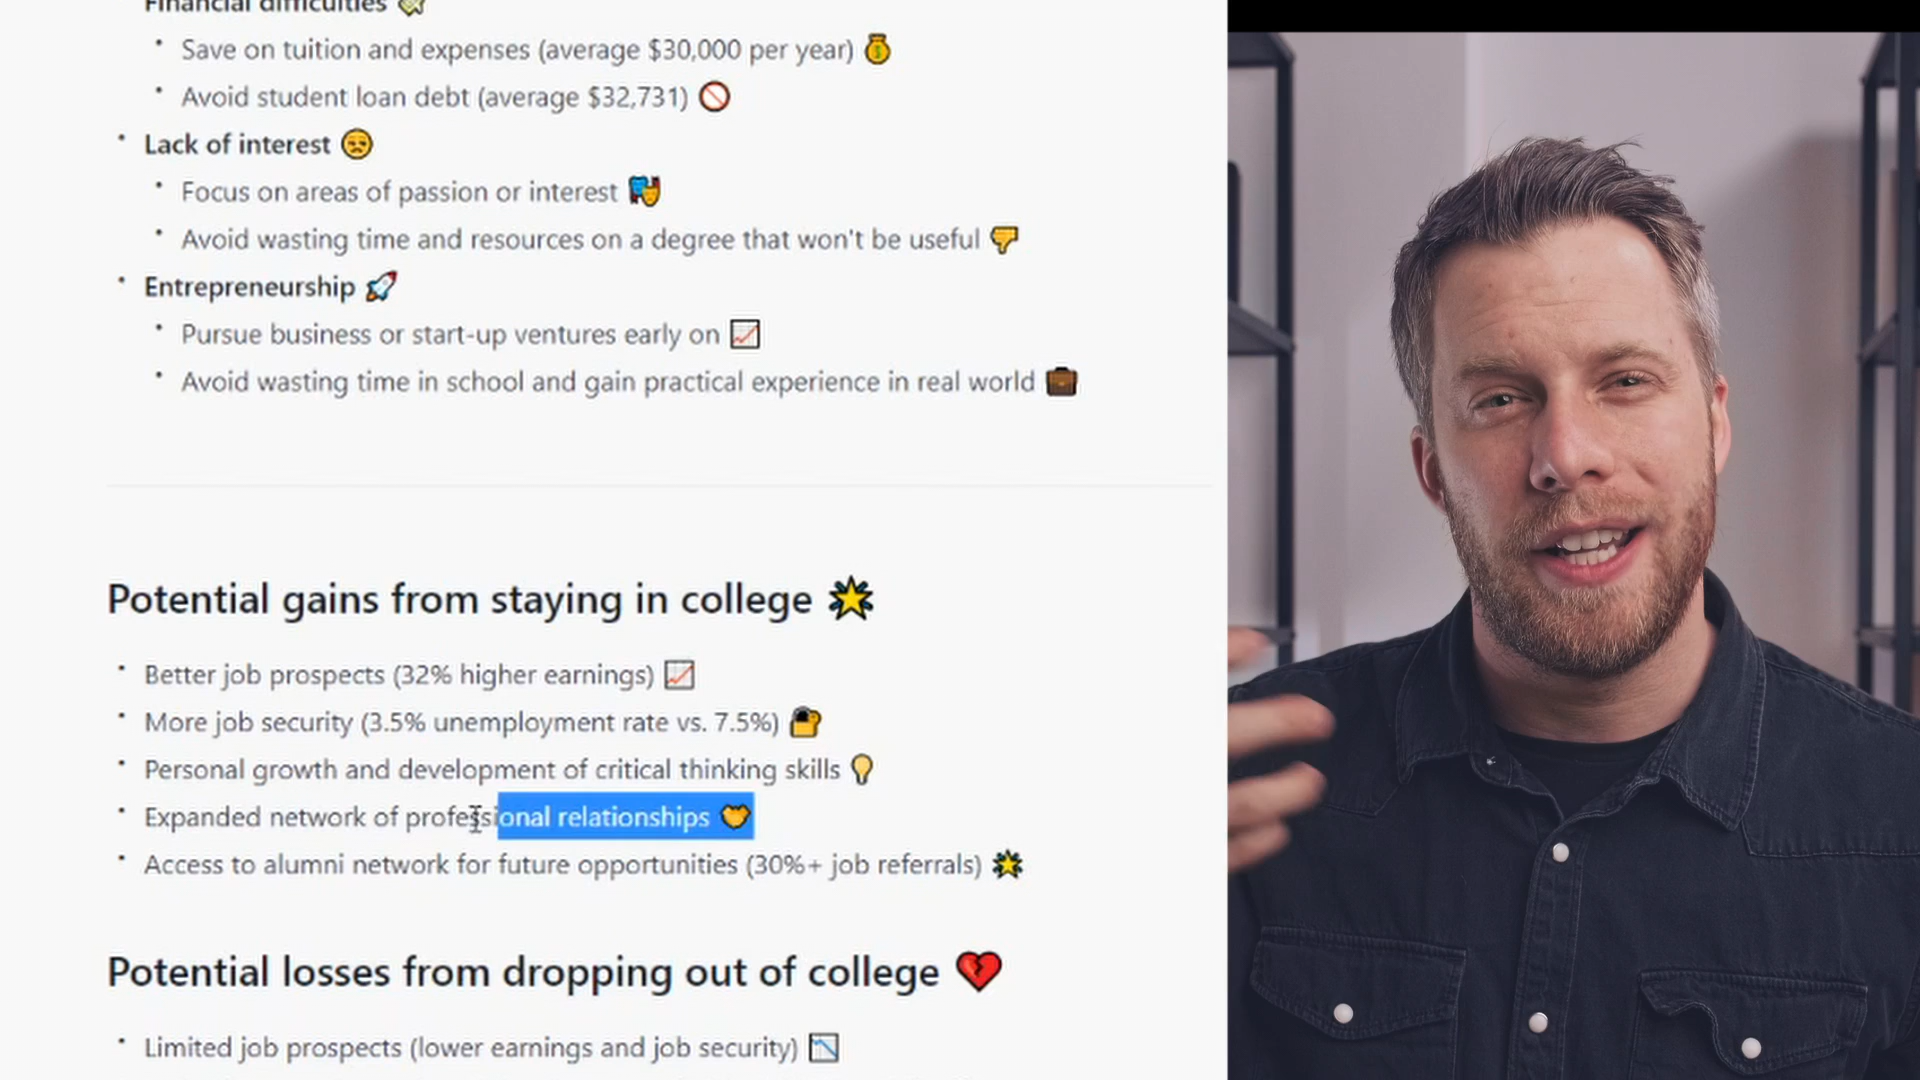 Financial difficulties
Save on tuition and expenses (average $30,000 per year)
Avoid student loan debt (average $32,731)
Lack of interest
Focus on areas of passion or interest
Avoid wasting time and resources on a degree that won't be useful
Entrepreneurship
Pursue business or start-up ventures early on
Avoid wasting time in school and gain practical experience in real world
Potential gains from staying in college
Better job prospects (32% higher earnings)
More job security (3.5% unemployment rate vs. 7.5%)
Personal growth and development of critical thinking skills
Expanded network of professional relationships
Access to alumni network for future opportunities (30%+ job referrals)
Potential losses from dropping out of college
Limited job prospects (lower earnings and job security)